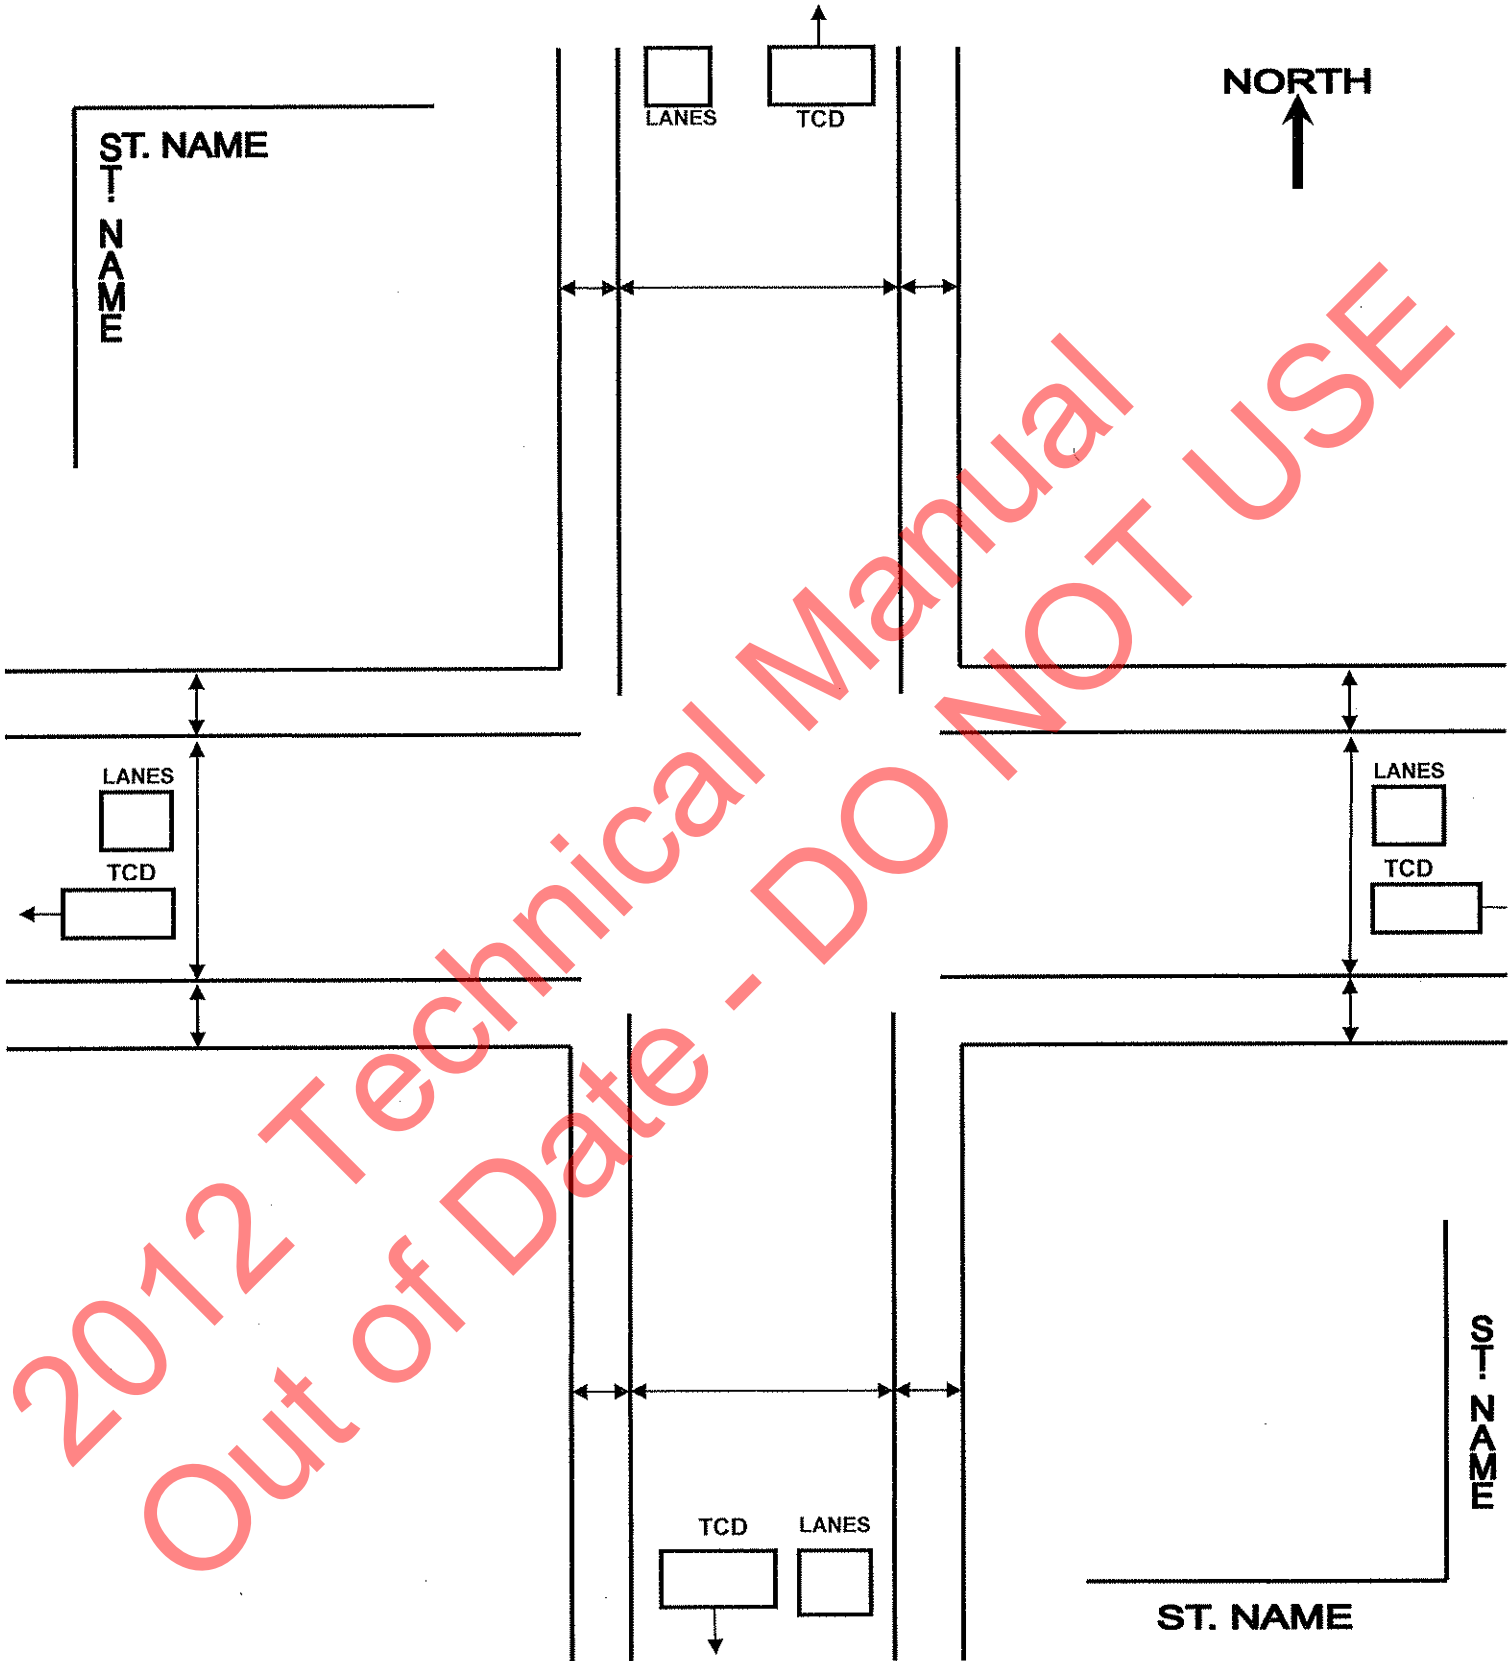 LANES
TCD
NORTH
ST. NAME
ST. NAME
LANES
TCD
LANES
TCD
2012 Technical Manual
Out of Date - DO NOT USE
TCD
LANES
ST. NAME
ST. NAME